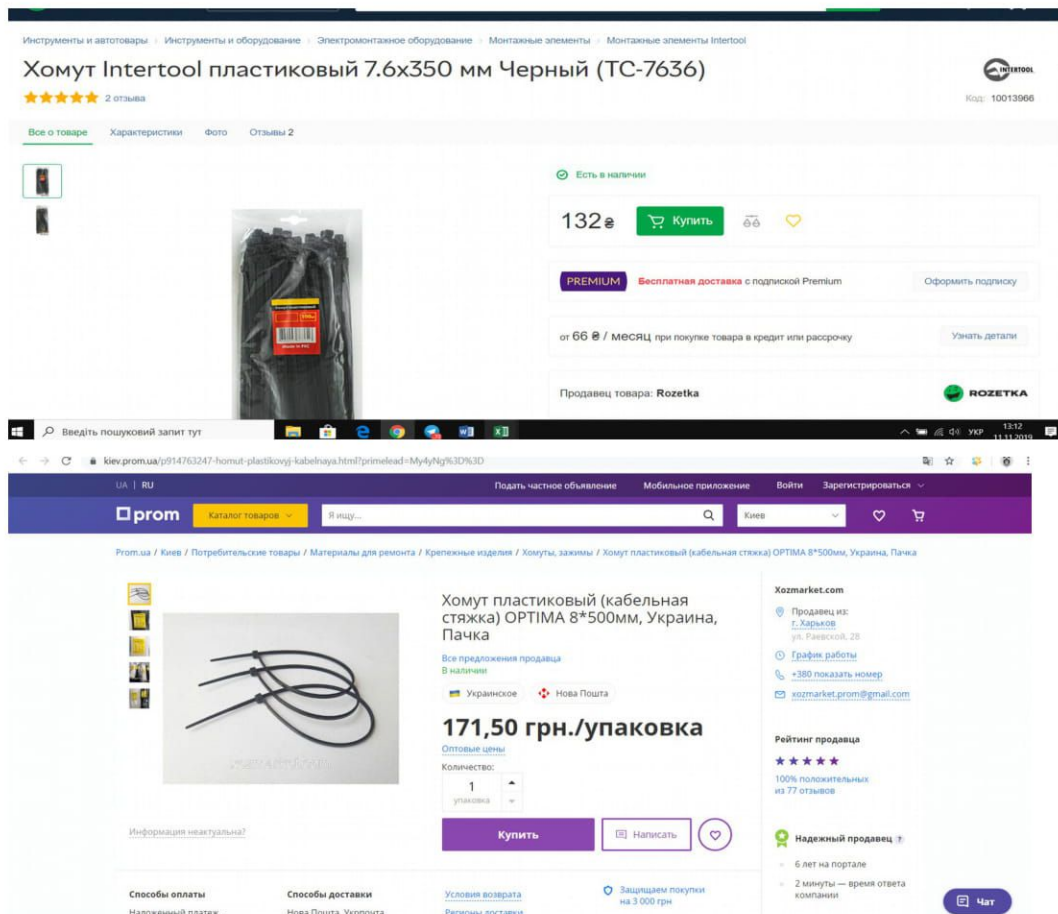 Инструменты и автотовары
Инструменты и оборудование
Электромонтажное оборудование
Монтажные элементы
Монтажные элементы Intertool
Хомут Intertool пластиковый 7.6x350 мм Черный (TC-7636)
INTERTOOL
2 отзыва
Код: 10013966
Все о товаре
Характеристики
Фото
Отзывы 2
Есть в наличии
132 ₴
Купить
PREMIUM
Бесплатная доставка с подпиской Premium
Оформить подписку
от 66 ₴ / месяц при покупке товара в кредит или рассрочку
Узнать детали
Продавец товара: Rozetka
ROZETKA
Введіть пошуковий запит тут
УКР
13:12
11.11.2019
kiev.prom.ua/p914763247-homut-plastikovyj-kabelnaya.html?primelead=My4yNg%3D%3D
UA | RU
Подать частное объявление
Мобильное приложение
Войти
Зарегистрироваться
prom
Каталог товаров
Я ищу...
Киев
Prom.ua / Киев / Потребительские товары / Материалы для ремонта / Крепежные изделия / Хомуты, зажимы / Хомут пластиковый (кабельная стяжка) OPTIMA 8*500мм, Украина, Пачка
Хомут пластиковый (кабельная
стяжка) OPTIMA 8*500мм, Украина,
Пачка
Все предложения продавца
В наличии
Украинское
Нова Пошта
171,50 грн./упаковка
Оптовые цены
Количество:
1
упаковка
Купить
Написать
Информация неактуальна?
Xozmarket.com
Продавец из:
г. Харьков
ул. Раевской, 28
График работы
+380 показать номер
xozmarket.prom@gmail.com
Рейтинг продавца
100% положительных
из 77 отзывов
Надежный продавец ?
6 лет на портале
2 минуты — время ответа
компании
Способы оплаты
Наложенный платеж
Способы доставки
Нова Пошта, Укрпошта
Условия возврата
Регионы доставки
Защищаем покупки
на 3 000 грн
Чат